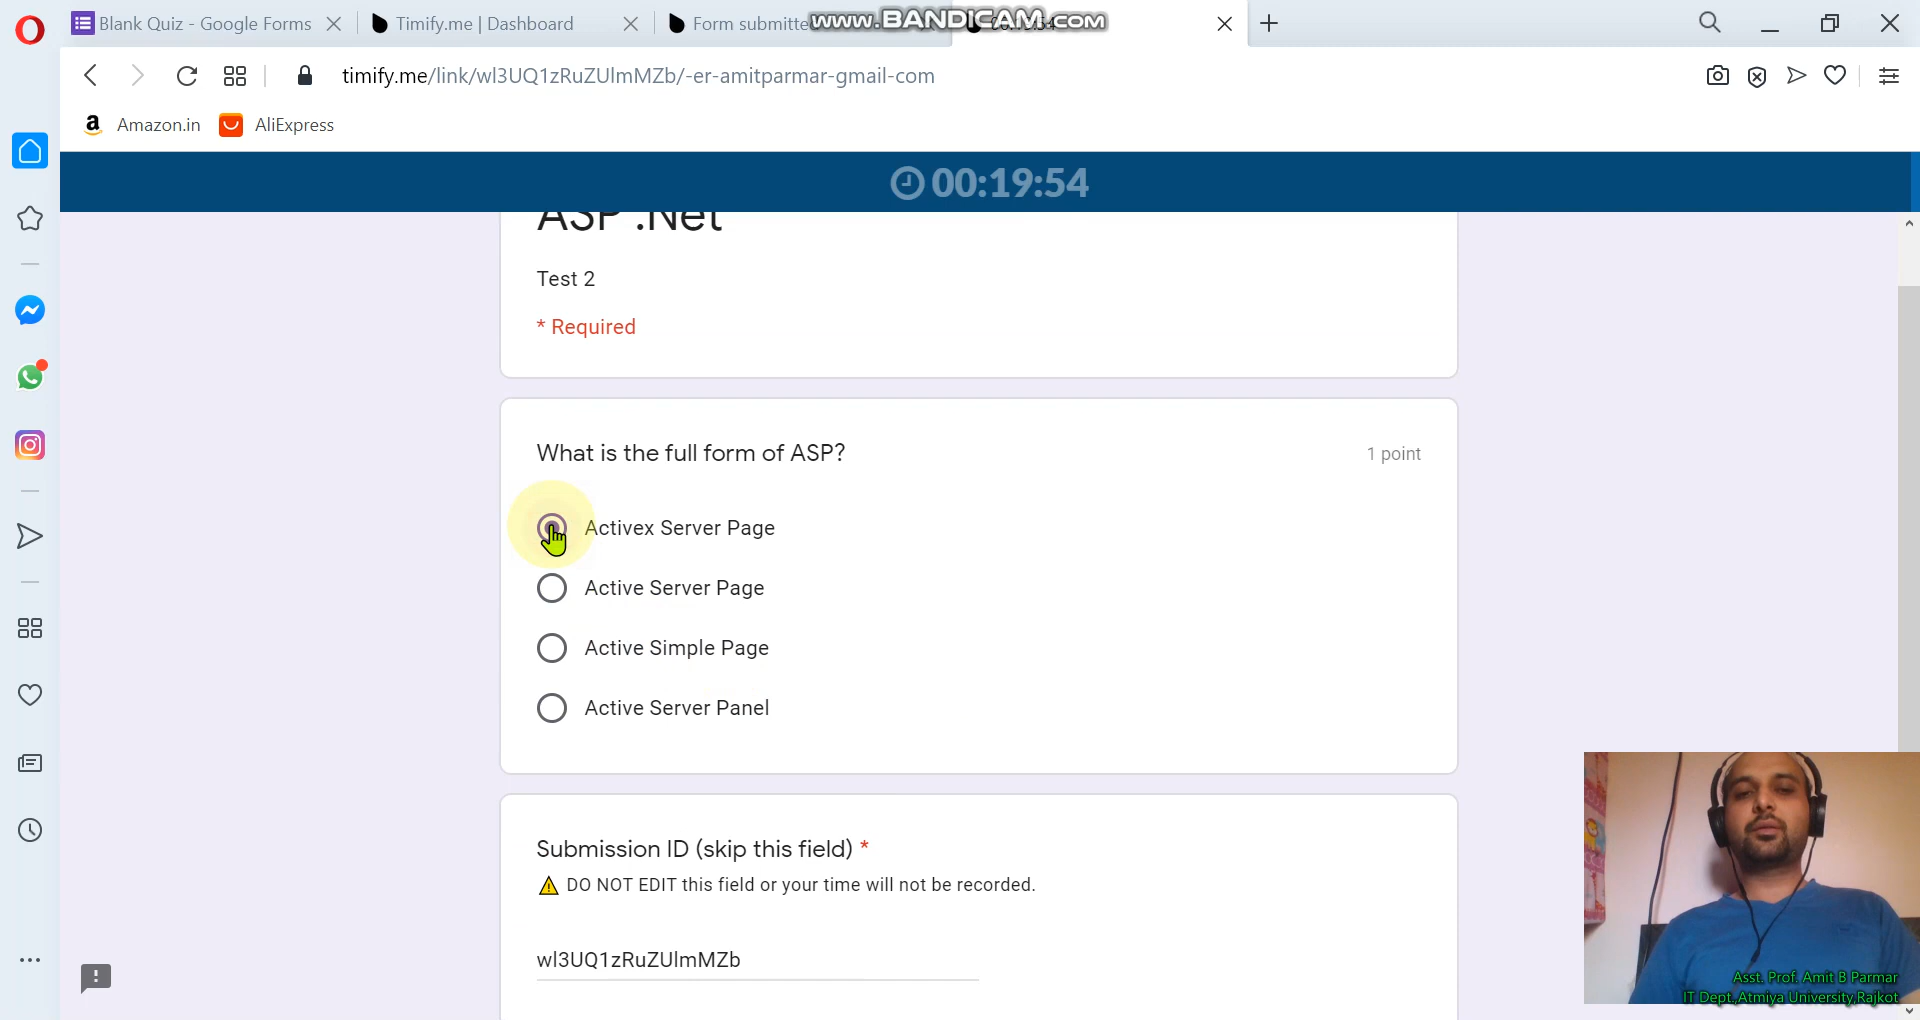 Blank Quiz - Google Forms
Timify.me | Dashboard
Form submitte
www.BANDICAM.com
timify.me/link/wl3UQ1zRuZUlmMZb/-er-amitparmar-gmail-com
Amazon.in
AliExpress
00:19:54
ASP .Net
Test 2
* Required
What is the full form of ASP?
1 point
Activex Server Page
Active Server Page
Active Simple Page
Active Server Panel
Submission ID (skip this field) *
DO NOT EDIT this field or your time will not be recorded.
wl3UQ1zRuZUlmMZb
Asst. Prof. Amit B Parmar
IT Dept.,Atmiya University,Rajkot